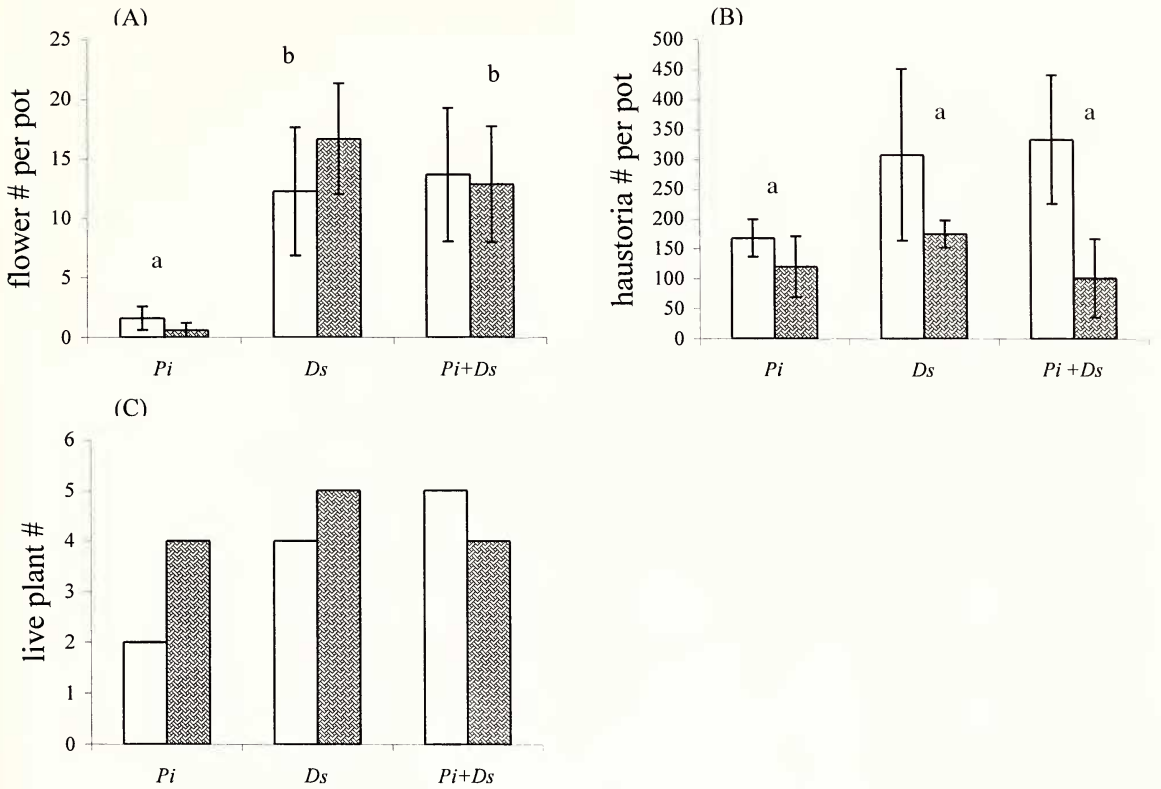 (A)
flower # per pot
25
20
15
10
5
0
a
b
b
Pi
Ds
Pi+Ds
(B)
haustoria # per pot
500
450
400
350
300
250
200
150
100
50
0
a
a
a
Pi
Ds
Pi +Ds
(C)
live plant #
6
5
4
3
2
1
0
Pi
Ds
Pi+Ds